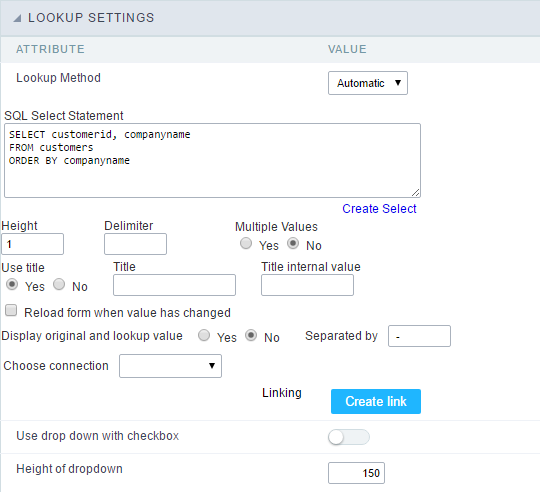 LOOKUP SETTINGS
ATTRIBUTE VALUE
Lookup Method Automatic
SQL Select Statement
SELECT customerid, companyname
FROM customers
ORDER BY companyname
Create Select
Height Delimiter Multiple Values
1 Yes No
Use title Title Title internal value
Yes No
Reload form when value has changed
Display original and lookup value Yes No Separated by -
Choose connection
Linking Create link
Use drop down with checkbox
Height of dropdown 150